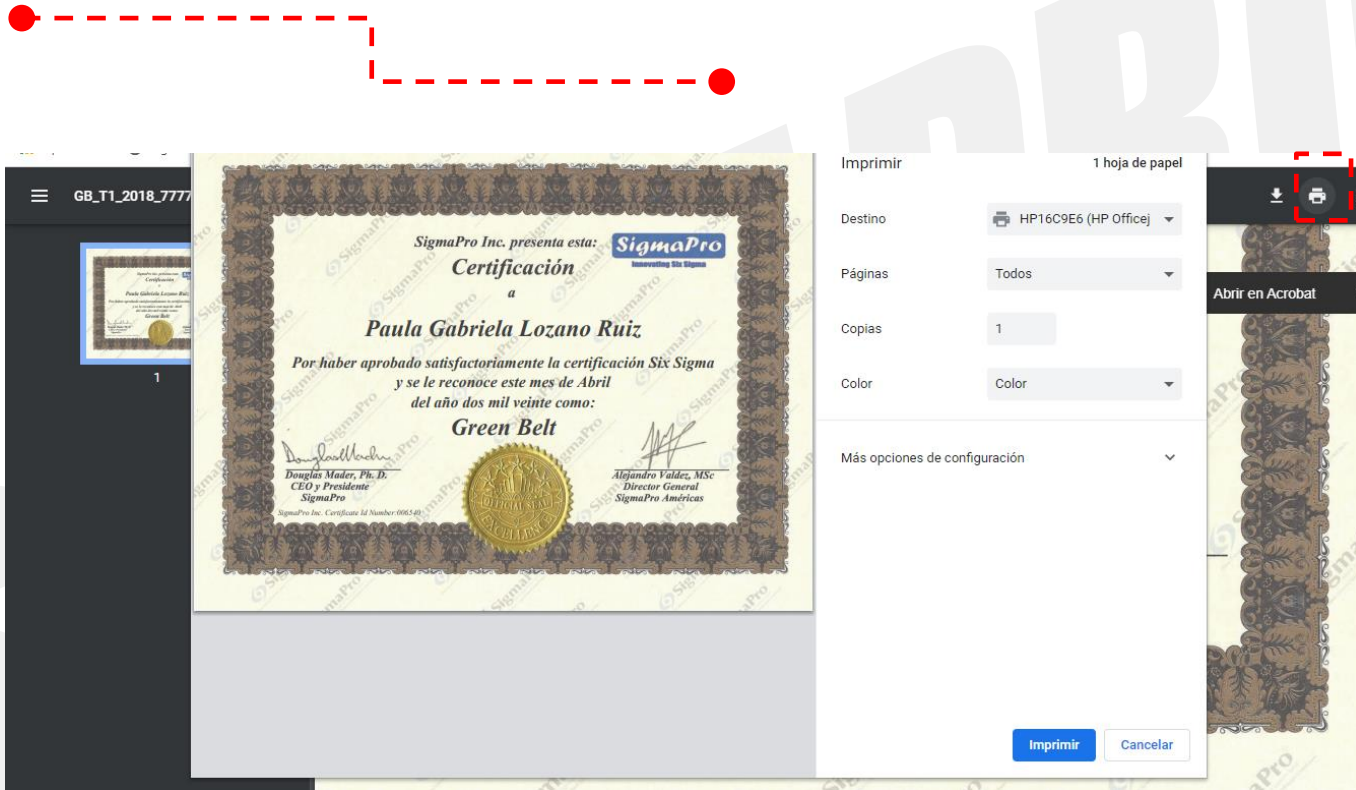 Imprimir
1 hoja de papel
GB_T1_2018_7777
Destino
HP16C9E6 (HP Officej
Páginas
Todos
Copias
1
Color
Color
Más opciones de configuración
Imprimir
Cancelar
Abrir en Acrobat
1
SigmaPro Inc. presenta esta:
SigmaPro
Innovating Six Sigma
Certificación
a
Paula Gabriela Lozano Ruiz
Por haber aprobado satisfactoriamente la certificación Six Sigma
y se le reconoce este mes de Abril
del año dos mil veinte como:
Green Belt
Douglas Mader, Ph. D.
CEO y Presidente
SigmaPro
Alejandro Valdez, MSc
Director General
SigmaPro Américas
SigmaPro Inc. Certificate Id Number:006540
OFFICIAL SEAL
EXCELLENCE